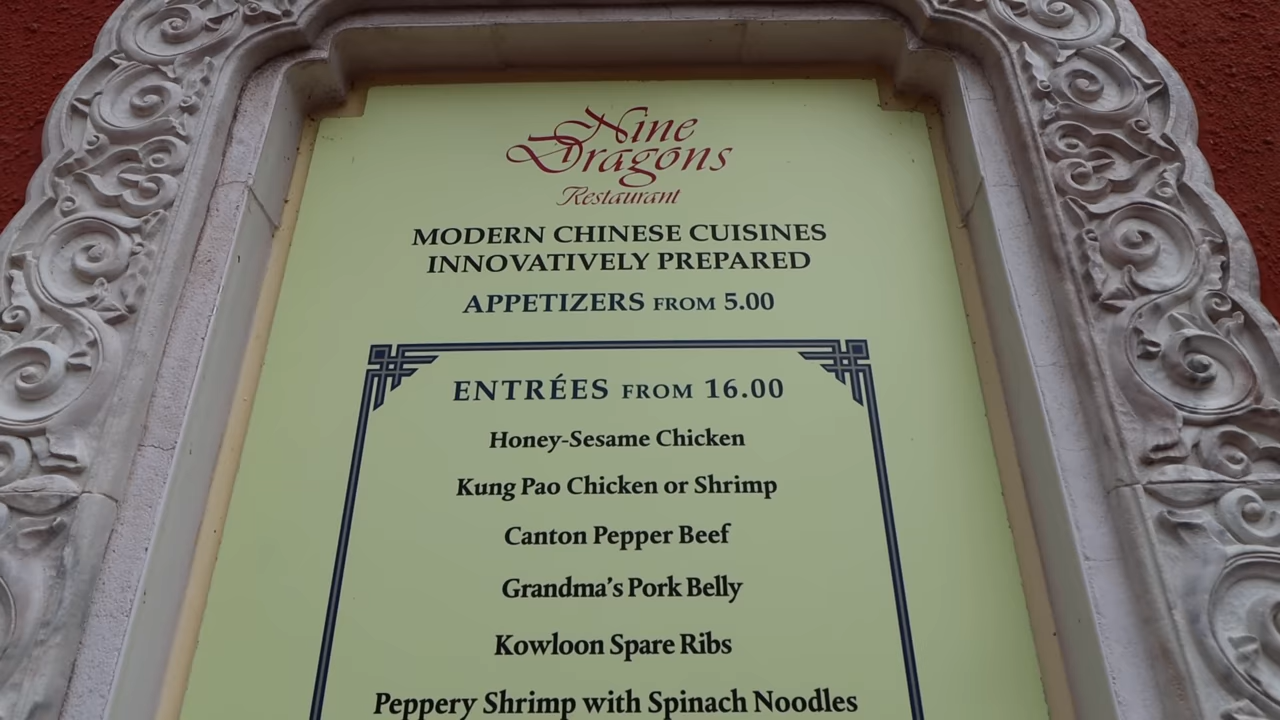 Nine
Dragons
Restaurant
MODERN CHINESE CUISINES
INNOVATIVELY PREPARED
APPETIZERS FROM 5.00
ENTRÉES FROM 16.00
Honey-Sesame Chicken
Kung Pao Chicken or Shrimp
Canton Pepper Beef
Grandma's Pork Belly
Kowloon Spare Ribs
Peppery Shrimp with Spinach Noodles